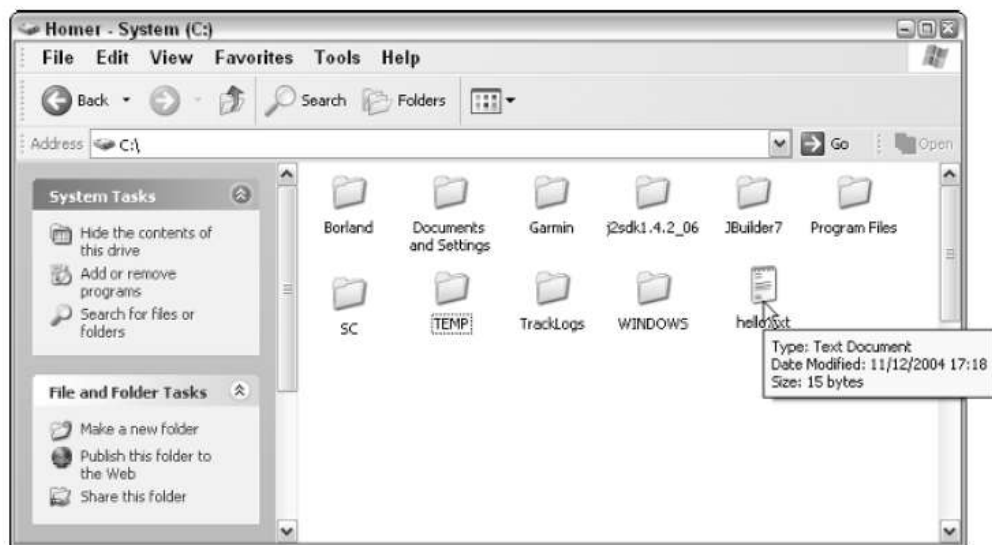 Homer - System (C:)
File Edit View Favorites Tools Help
Back Search Folders
Address C:\ Go Open
System Tasks
Hide the contents of
this drive
Add or remove
programs
Search for files or
folders
File and Folder Tasks
Make a new folder
Publish this folder to
the Web
Share this folder
Borland Documents Garmin j2sdk1.4.2_06 JBuilder7 Program Files
and Settings
SC TEMP TrackLogs WINDOWS hello.txt
Type: Text Document
Date Modified: 11/12/2004 17:18
Size: 15 bytes